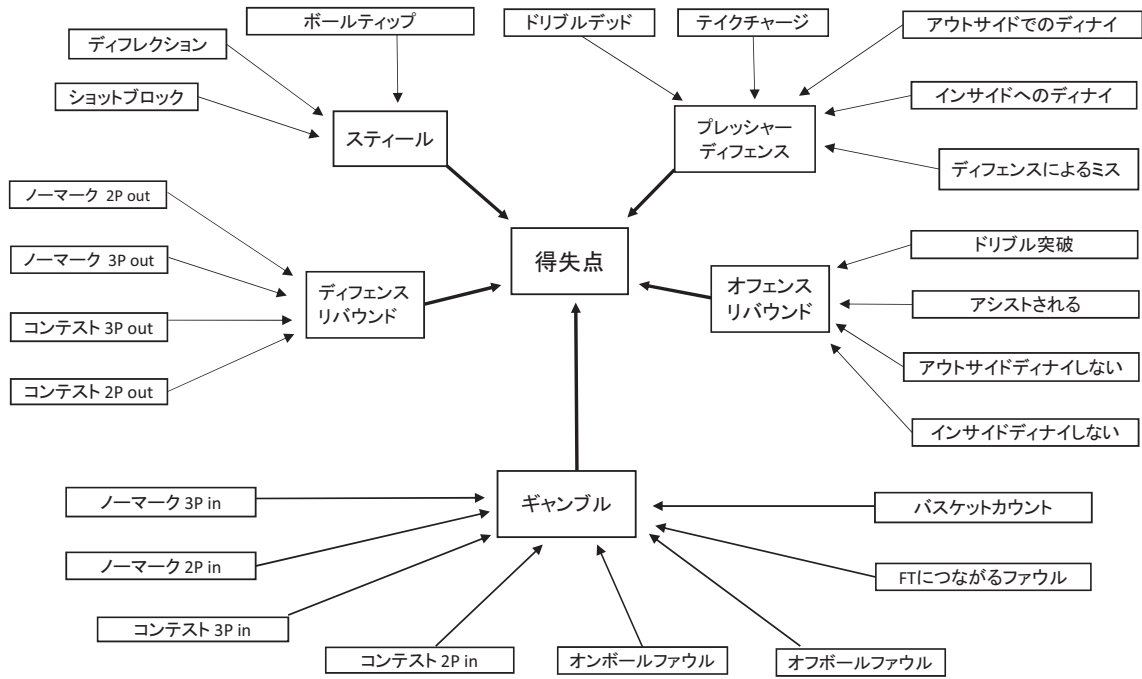 ボールティップ
ドリブルデッド
テイクチャージ
アウトサイドでのディナイ
ディフレクション
ショットブロック
インサイドへのディナイ
スティール
プレッシャー
ディフェンス
ディフェンスによるミス
ノーマーク 2P out
ノーマーク 3P out
コンテスト 3P out
コンテスト 2P out
ディフェンス
リバウンド
得失点
オフェンス
リバウンド
ドリブル突破
アシストされる
アウトサイドディナイしない
インサイドディナイしない
ギャンブル
ノーマーク 3P in
ノーマーク 2P in
コンテスト 3P in
コンテスト 2P in
オンボールファウル
オフボールファウル
FTにつながるファウル
バスケットカウント